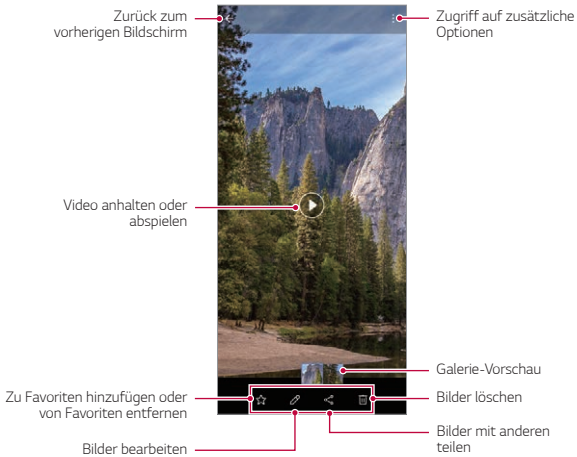 Zurück zum
vorherigen Bildschirm
Zugriff auf zusätzliche
Optionen
Video anhalten oder
abspielen
Galerie-Vorschau
Zu Favoriten hinzufügen oder
von Favoriten entfernen
Bilder löschen
Bilder bearbeiten
Bilder mit anderen
teilen